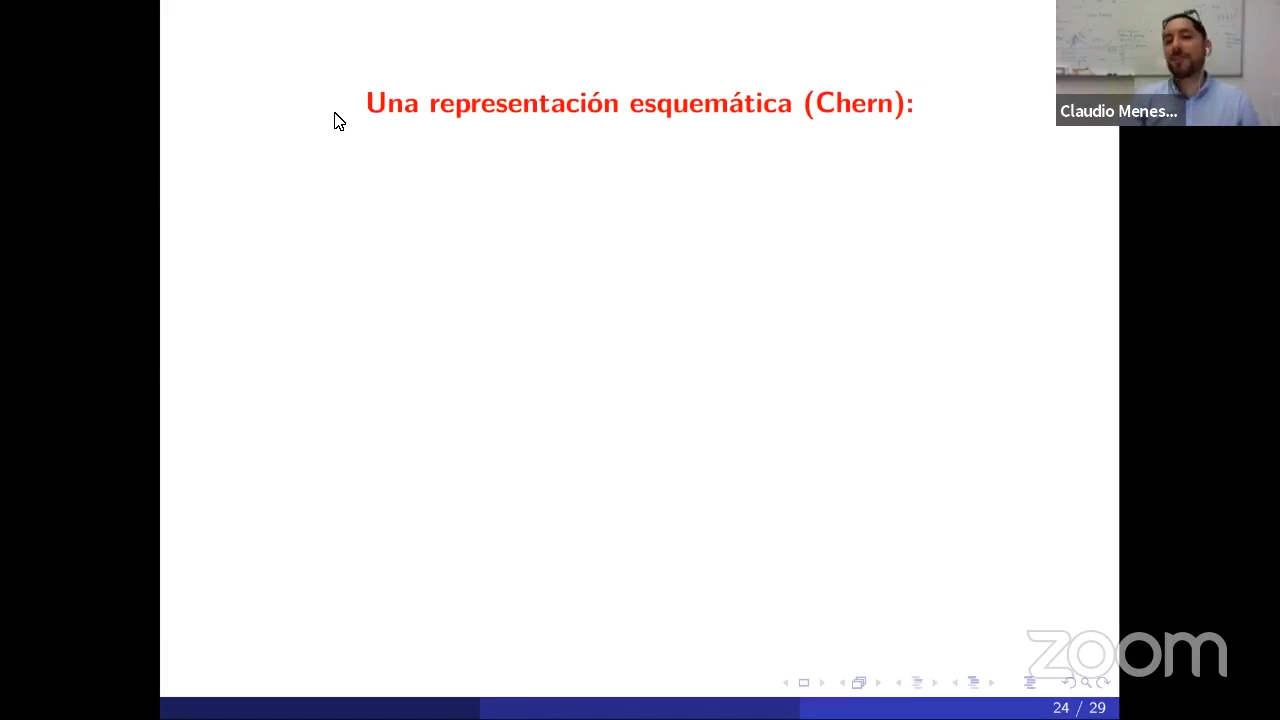 Una representación esquemática (Chern):
Claudio Menes...
zoom
24 / 29